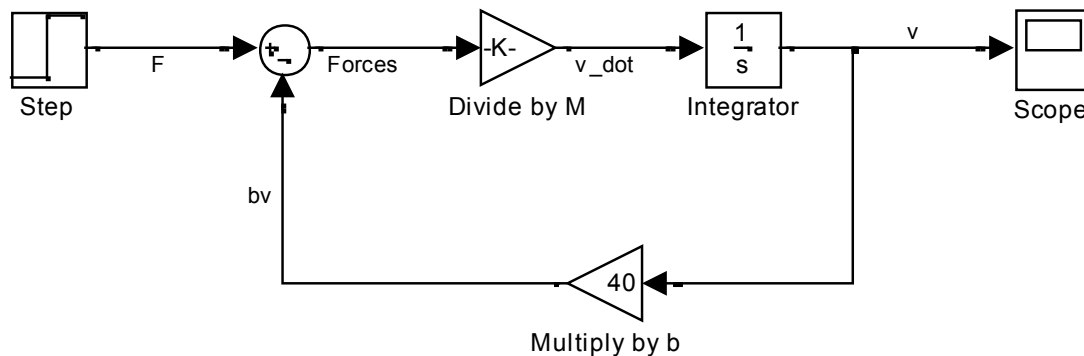 Step
F
+
-
Forces
-K-
Divide by M
v_dot
1
s
Integrator
v
Scope
bv
40
Multiply by b